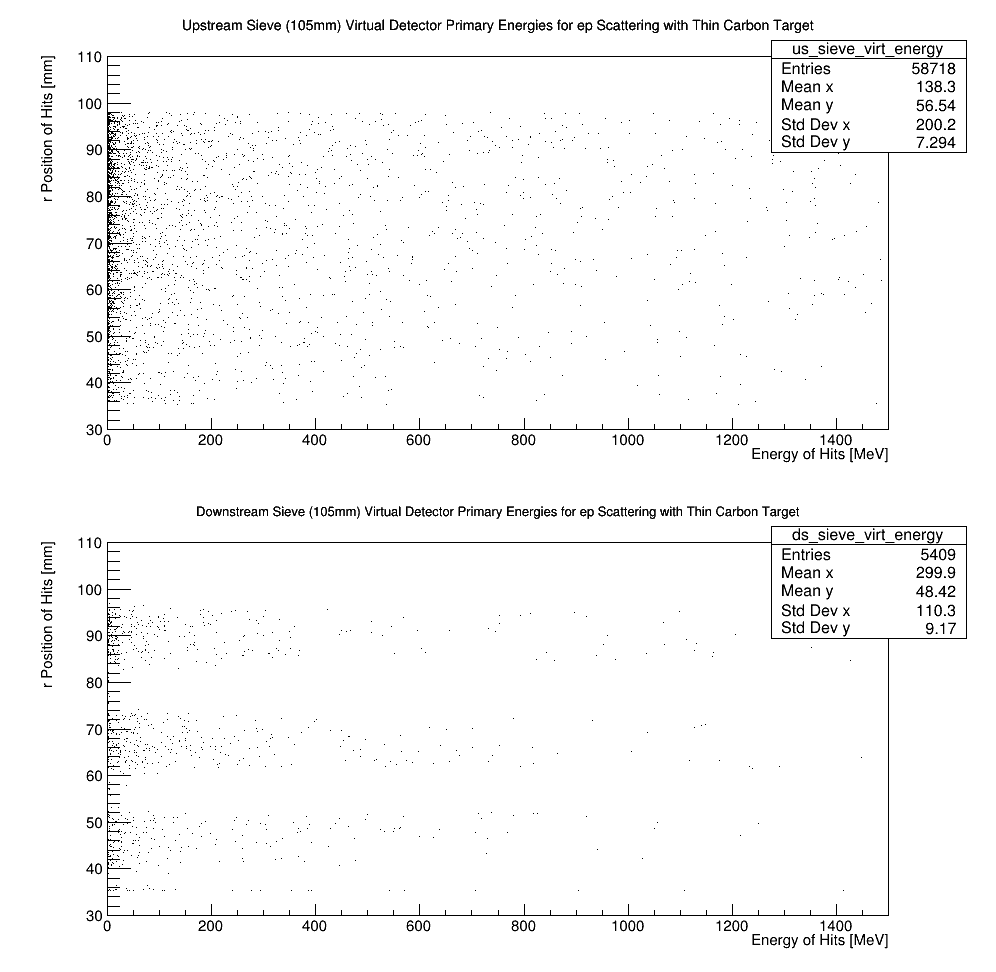 Upstream Sieve (105mm) Virtual Detector Primary Energies for ep Scattering with Thin Carbon Target
us_sieve_virt_energy
Entries 58718
Mean x 138.3
Mean y 56.54
Std Dev x 200.2
Std Dev y 7.294
r Position of Hits [mm]
110
100
90
80
70
60
50
40
30
0 200 400 600 800 1000 1200 1400
Energy of Hits [MeV]
Downstream Sieve (105mm) Virtual Detector Primary Energies for ep Scattering with Thin Carbon Target
ds_sieve_virt_energy
Entries 5409
Mean x 299.9
Mean y 48.42
Std Dev x 110.3
Std Dev y 9.17
r Position of Hits [mm]
110
100
90
80
70
60
50
40
30
0 200 400 600 800 1000 1200 1400
Energy of Hits [MeV]